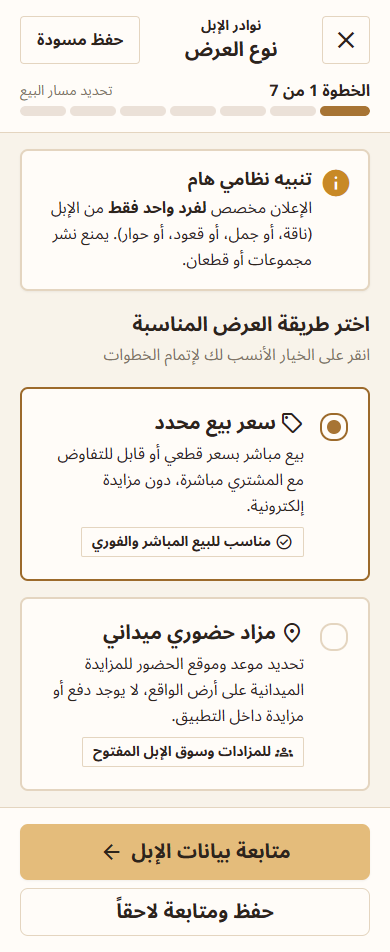 نوادر الإبل
نوع العرض
حفظ مسودة
الخطوة 1 من 7
تحديد مسار البيع
تنبيه نظامي هام
الإعلان مخصص لفرد واحد فقط من الإبل
(ناقة، أو جمل، أو قعود، أو حوار). يمنع نشر
مجموعات أو قطعان.
اختر طريقة العرض المناسبة
انقر على الخيار الأنسب لك لإتمام الخطوات
سعر بيع محدد
بيع مباشر بسعر قطعي أو قابل للتفاوض
مع المشتري مباشرة، دون مزايدة
إلكترونية.
مناسب للبيع المباشر والفوري
مزاد حضوري ميداني
تحديد موعد وموقع الحضور للمزايدة
الميدانية على أرض الواقع، لا يوجد دفع أو
مزايدة داخل التطبيق.
للمزادات وسوق الإبل المفتوح
متابعة بيانات الإبل
حفظ ومتابعة لاحقاً